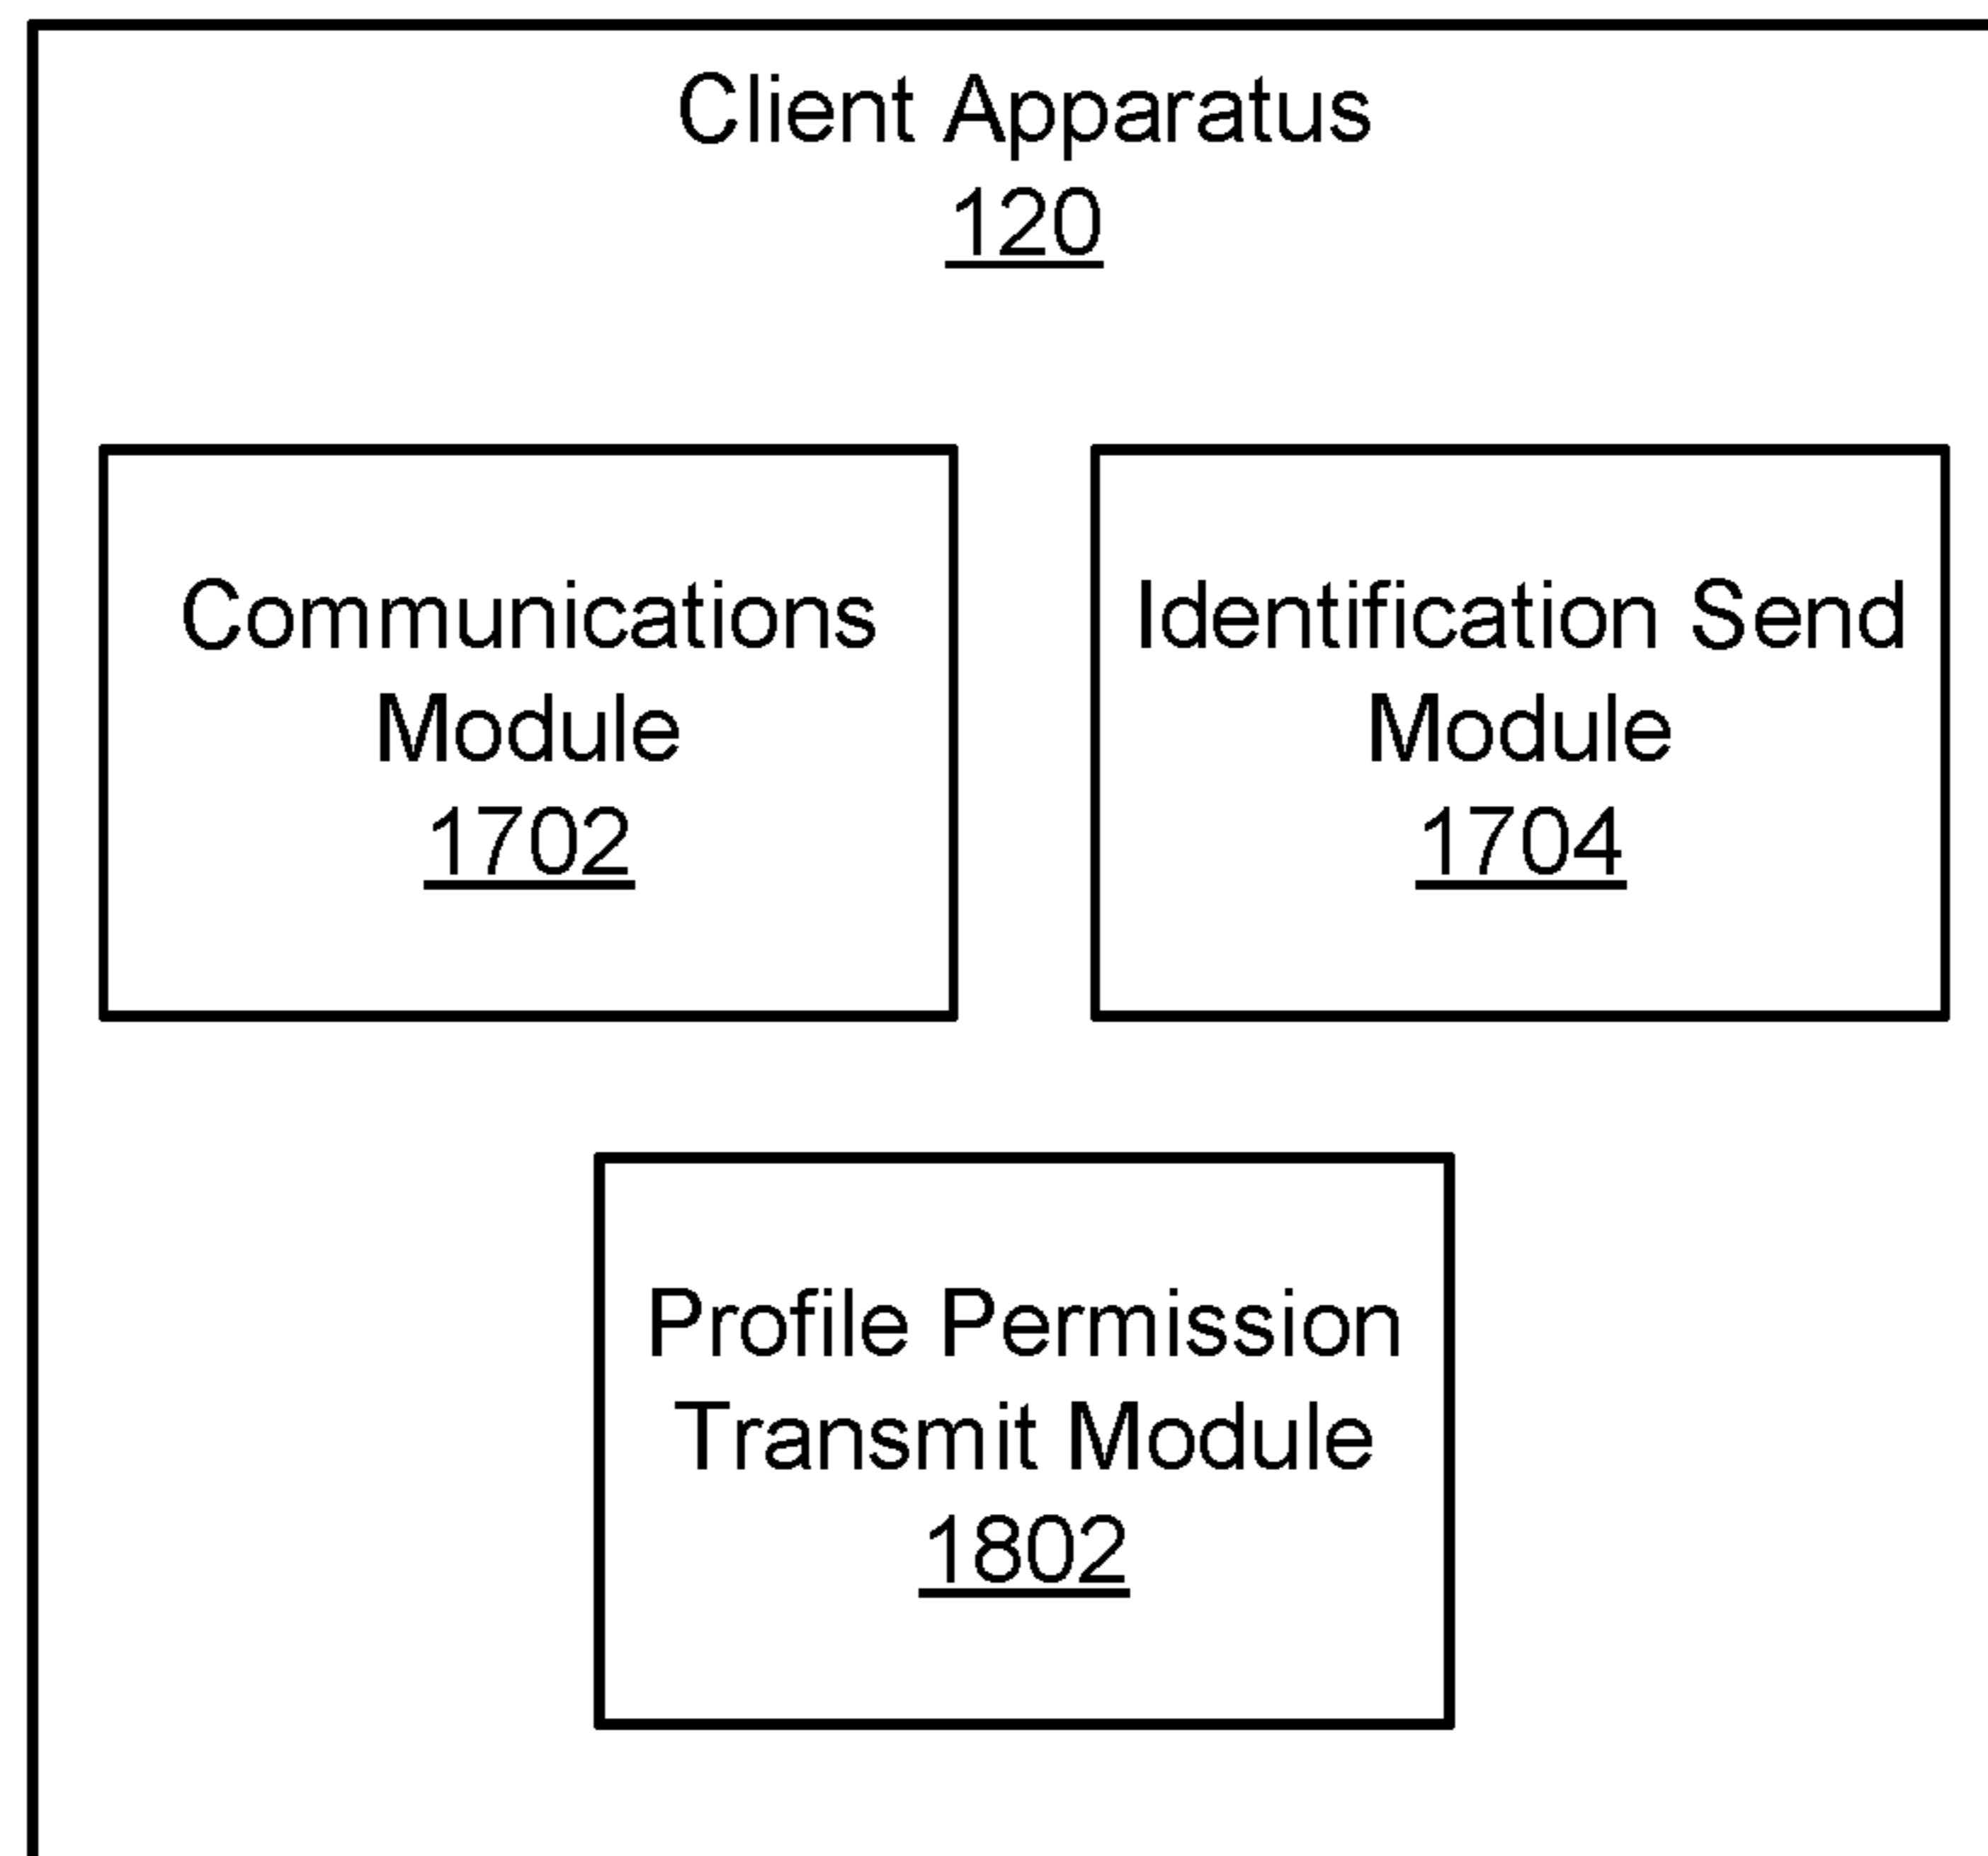 Client Apparatus
120
Communications
Module
1702
Identification Send
Module
1704
Profile Permission
Transmit Module
1802